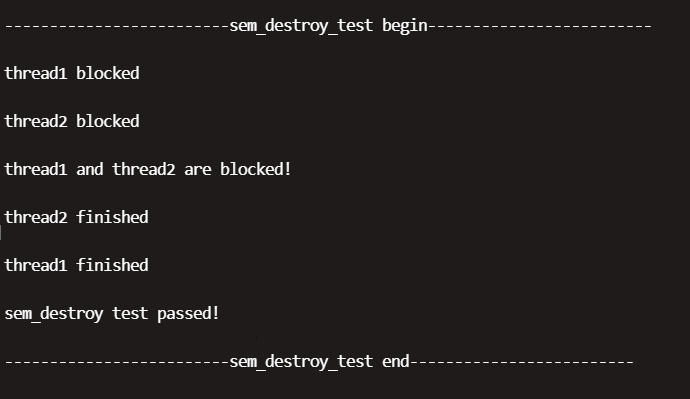 -------------------------sem_destroy_test begin-------------------------
thread1 blocked
thread2 blocked
thread1 and thread2 are blocked!
thread2 finished
thread1 finished
sem_destroy test passed!
-------------------------sem_destroy_test end-------------------------